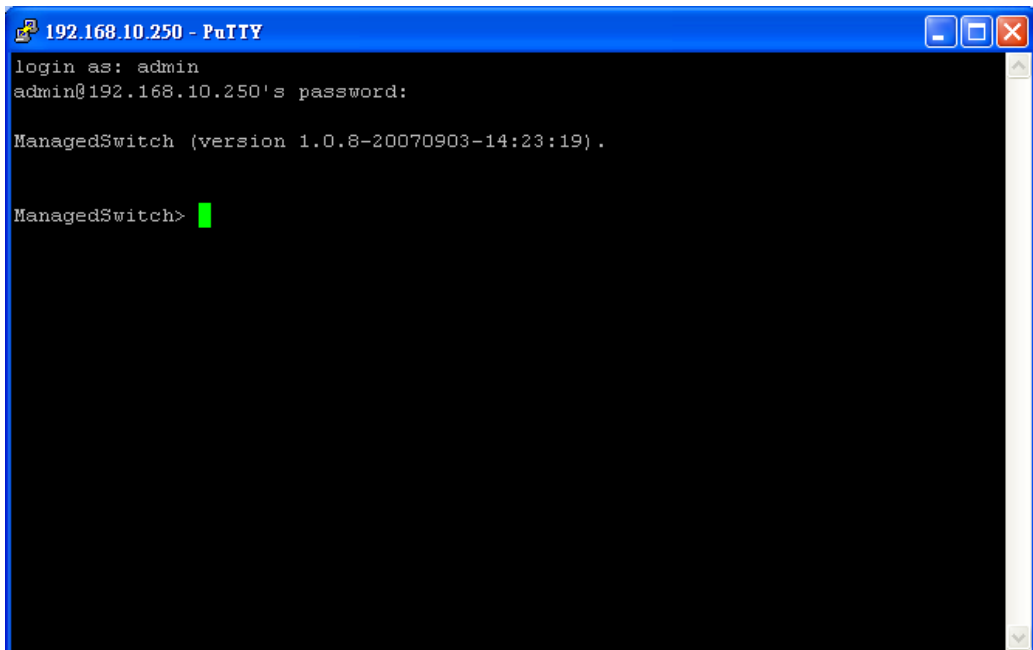 192.168.10.250 - PuTTY
login as: admin
admin@192.168.10.250's password:
ManagedSwitch (version 1.0.8-20070903-14:23:19).
ManagedSwitch>